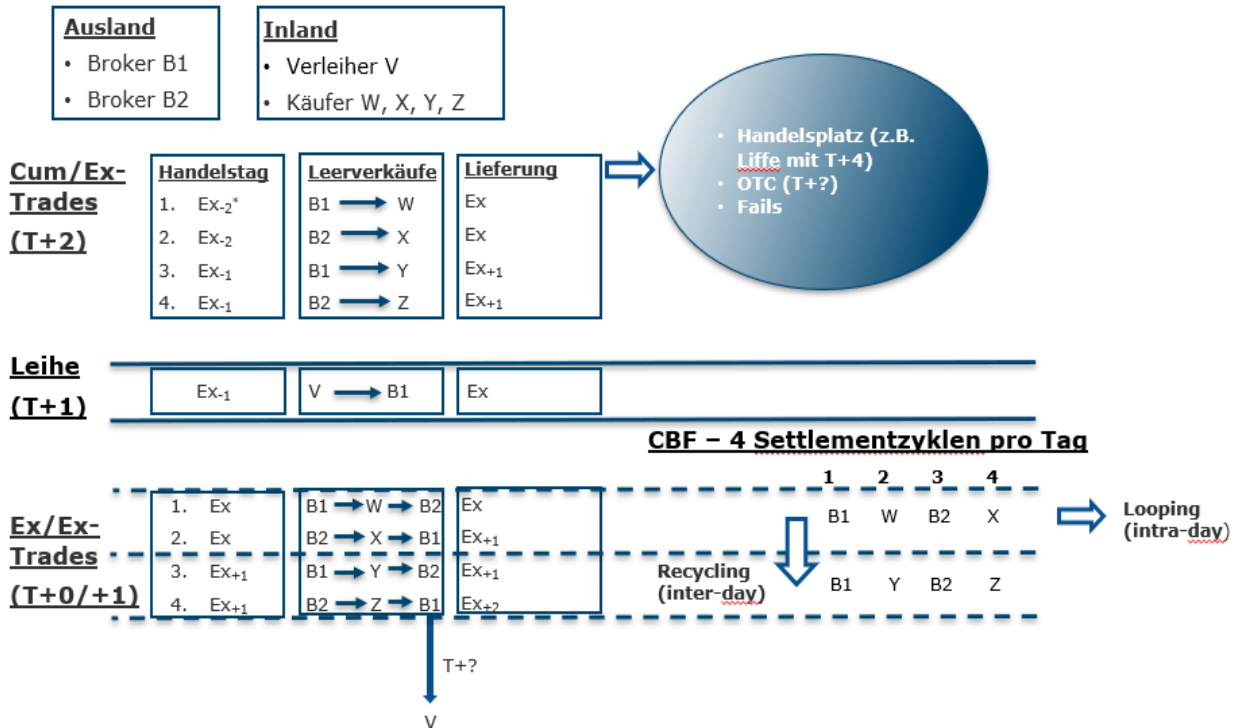 Ausland
• Broker B1
• Broker B2
Inland
• Verleiher V
• Käufer W, X, Y, Z
Cum/Ex-
Trades
(T+2)
Handelstag
1. Ex-2*
2. Ex-2
3. Ex-1
4. Ex-1
Leerverkäufe
B1 W
B2 X
B1 Y
B2 Z
Lieferung
Ex
Ex
Ex+1
Ex+1
• Handelsplatz (z.B.
Liffe mit T+4)
• OTC (T+?)
• Fails
Leihe
(T+1)
Ex-1
V B1
Ex
CBF – 4 Settlementzyklen pro Tag
1 2 3 4
B1 W B2 X
Looping
(intra-day)
Recycling
(inter-day)
B1 Y B2 Z
Ex/Ex-
Trades
(T+0/+1)
1. Ex
2. Ex
3. Ex+1
4. Ex+1
B1 W B2
B2 X B1
B1 Y B2
B2 Z B1
Ex
Ex+1
Ex+1
Ex+2
T+?
V